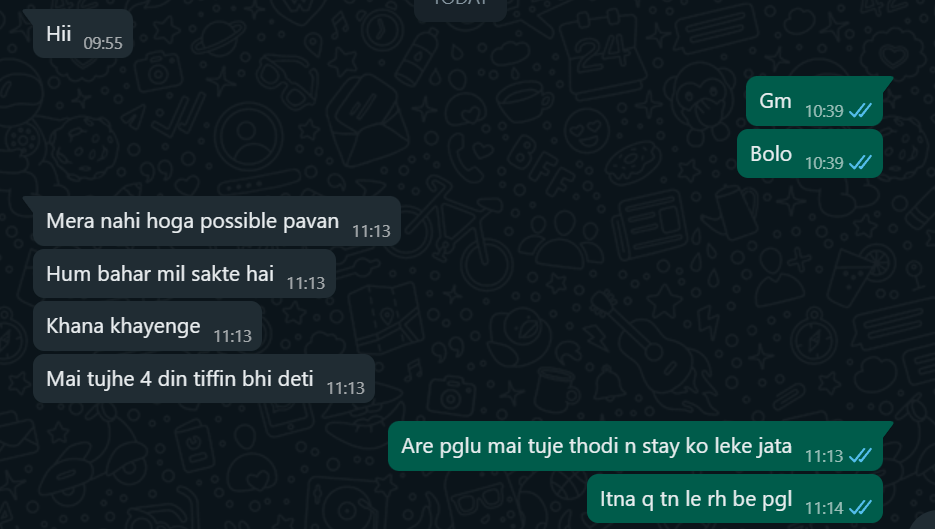 TODAY
Hii 09:55
Gm 10:39
Bolo 10:39
Mera nahi hoga possible pavan 11:13
Hum bahar mil sakte hai 11:13
Khana khayenge 11:13
Mai tujhe 4 din tiffin bhi deti 11:13
Are pglu mai tuje thodi n stay ko leke jata 11:13
Itna q tn le rh be pgl 11:14